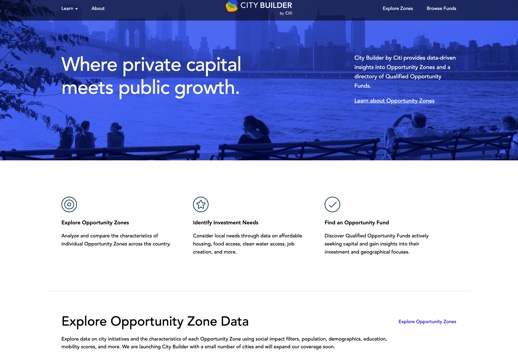 Learn About CITY BUILDER Explore Zones Browse Funds
by Citi
Where private capital
meets public growth.
City Builder by Citi provides data-driven
insights into Opportunity Zones and a
directory of Qualified Opportunity
Funds.
Learn about Opportunity Zones
Explore Opportunity Zones
Analyze and compare the characteristics of
individual Opportunity Zones across the country.
Identify Investment Needs
Consider local needs through data on affordable
housing, food access, clean water access, job
creation, and more.
Find an Opportunity Fund
Discover Qualified Opportunity Funds actively
seeking capital and gain insights into their
investment and geographical focuses.
Explore Opportunity Zone Data
Explore Opportunity Zones
Explore data on city initiatives and the characteristics of each Opportunity Zone using social impact filters, population, demographics, education,
mobility scores, and more. We are launching City Builder with a small number of cities and will expand our coverage soon.